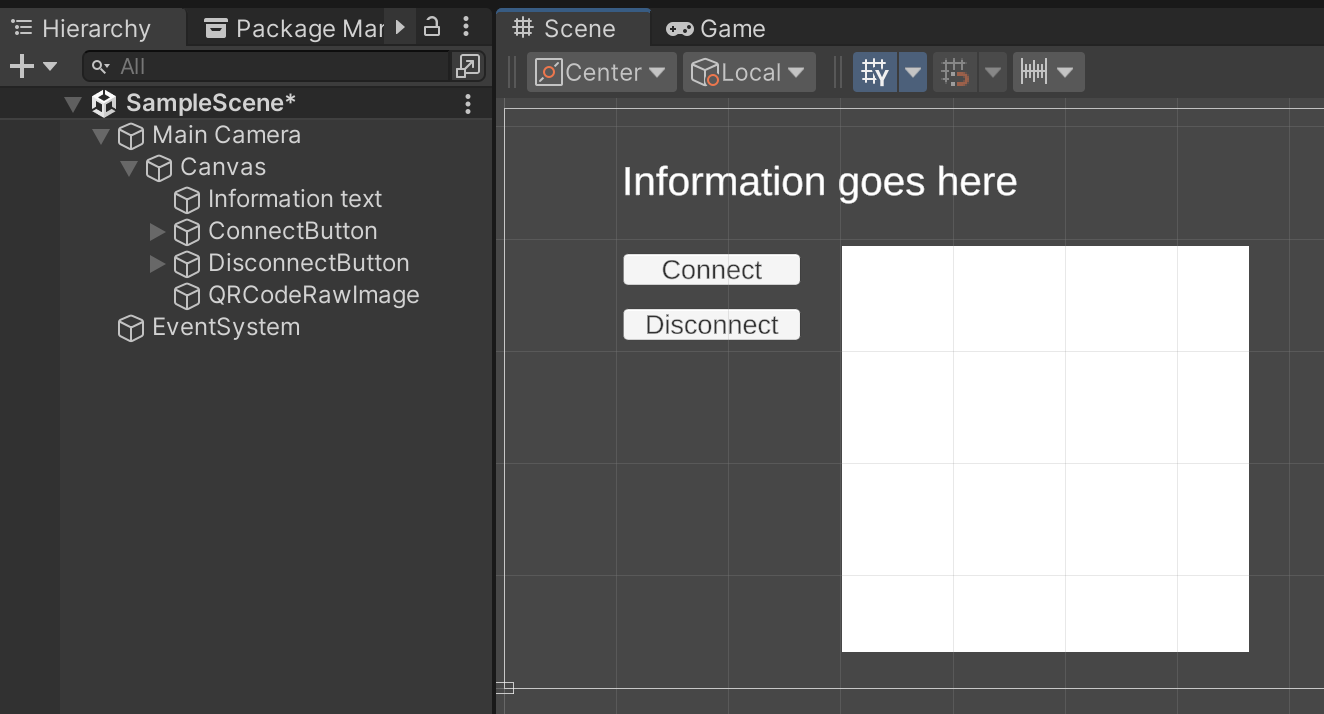 Hierarchy
Package Mar
All
SampleScene*
Main Camera
Canvas
Information text
ConnectButton
DisconnectButton
QRCodeRawImage
EventSystem
Scene
Game
Center
Local
Y
Information goes here
Connect
Disconnect